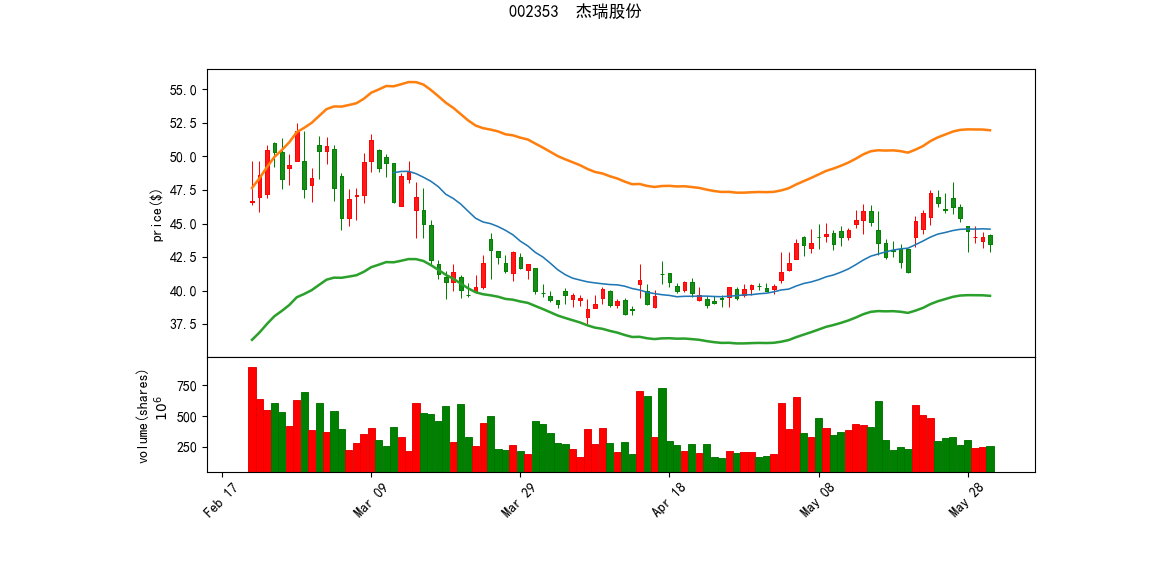 002353  杰瑞股份
price($)
55.0
52.5
50.0
47.5
45.0
42.5
40.0
37.5
volume(shares)
10^6
750
500
250
Feb 17
Mar 09
Mar 29
Apr 18
May 08
May 28